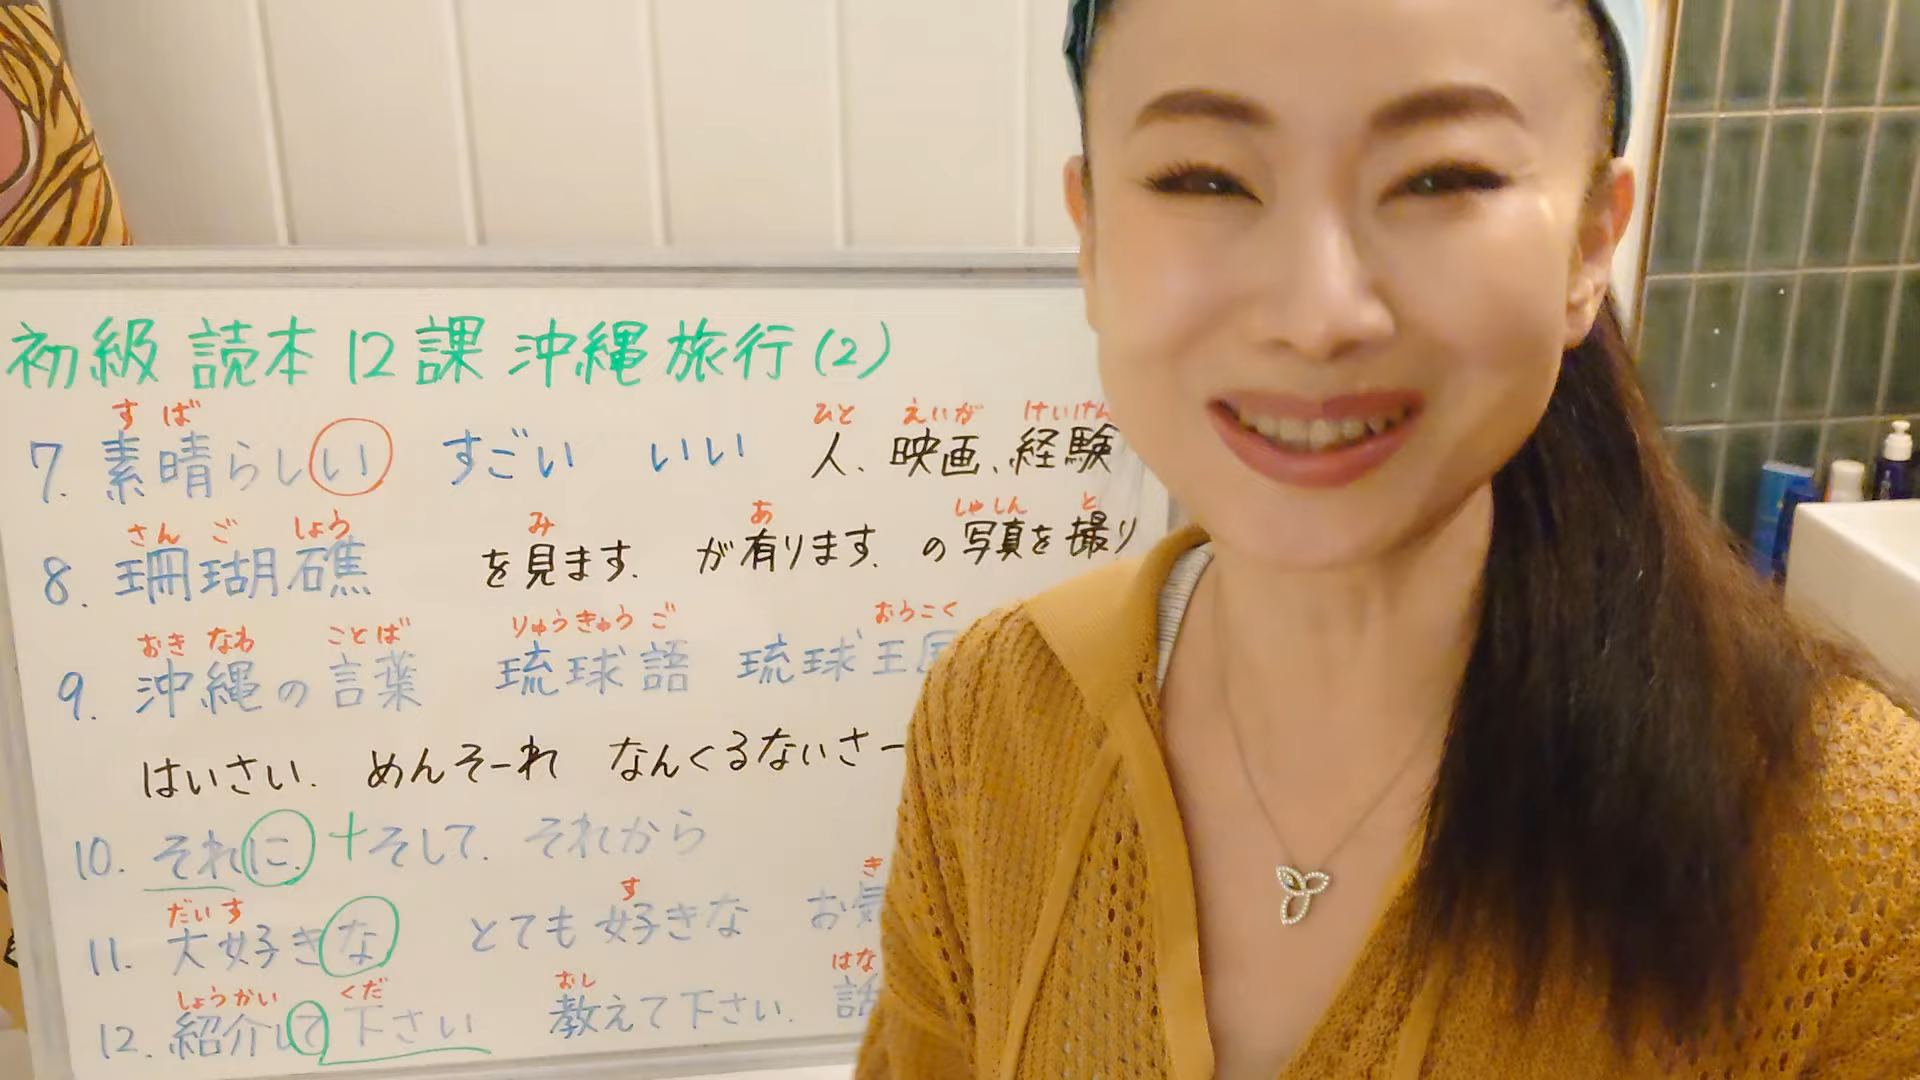 初級 読本 12課 沖縄旅行(2)
す ば ひと えいが けいけん
7. 素晴らしい すごい いい 人、映画、経験
さん ご しょう み あ しゃしん と
8. 珊瑚礁 を見ます. が有ります. の写真を撮り
おき なわ ことば りゅうきゅうご おうこく
9. 沖縄の言葉 琉球語 琉球王国
はいさい. めんそーれ なんくるないさー
10. それに. +そして. それから
だいす す き
11. 大好きな とても好きな お気
しょうかい くだ おし はな
12. 紹介して下さい 教えて下さい. 話